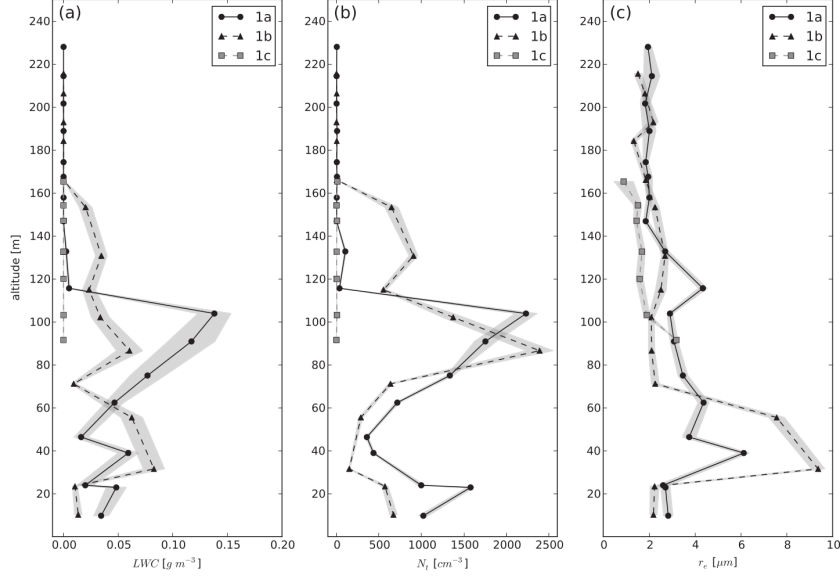 (a)
1a
1b
1c
(b)
1a
1b
1c
(c)
1a
1b
1c
240
220
200
180
160
140
120
100
80
60
40
20
altitude [m]
0.00 0.05 0.10 0.15 0.20
LWC [g m⁻³]
0 500 1000 1500 2000 2500
Nₜ [cm⁻³]
0 2 4 6 8 10
rₑ [μm]